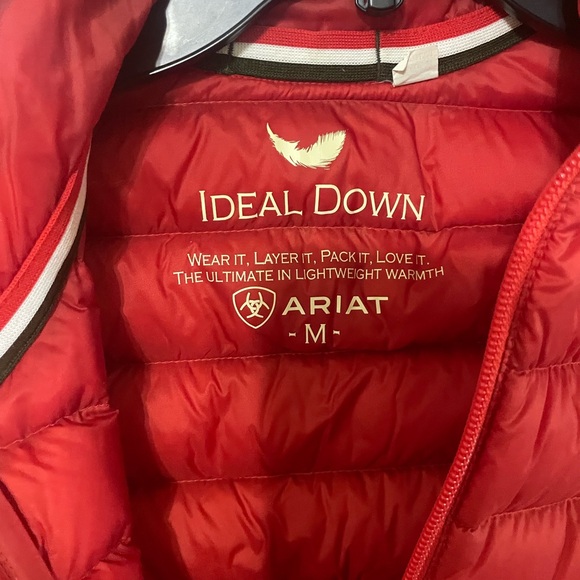 IDEAL DOWN
WEAR IT, LAYER IT, PACK IT, LOVE IT.
THE ULTIMATE IN LIGHTWEIGHT WARMTH
ARIAT
- M -